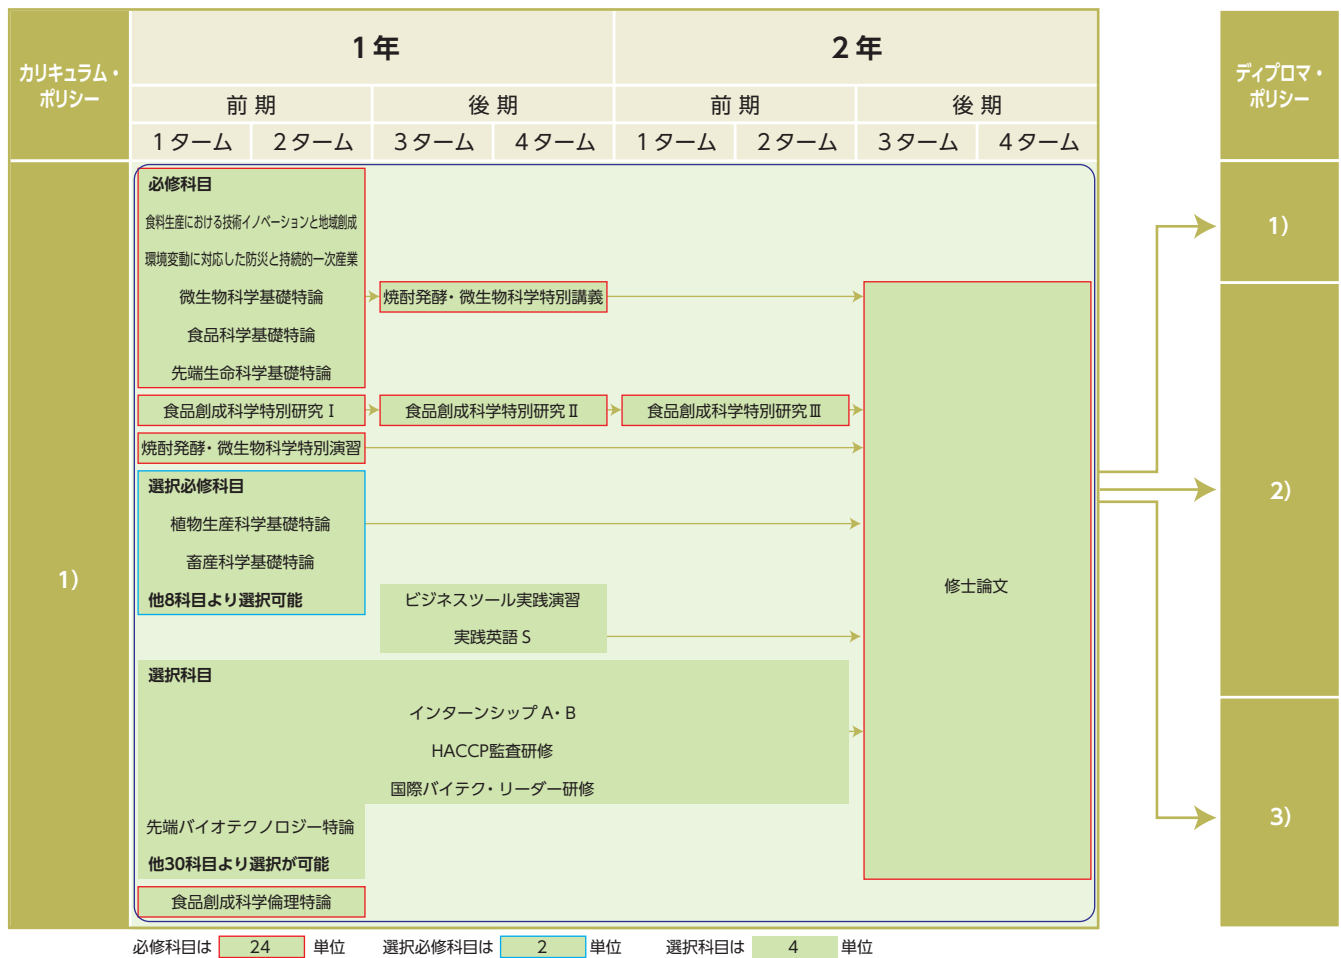 カリキュラム・
ポリシー
1年
2年
ディプロマ・
ポリシー
前 期
後 期
前 期
後 期
1ターム
2ターム
3ターム
4ターム
1ターム
2ターム
3ターム
4ターム
1）
必修科目
食料生産における技術イノベーションと地域創成
環境変動に対応した防災と持続的一次産業
微生物科学基礎特論
焼酎発酵・微生物科学特別講義
食品科学基礎特論
先端生命科学基礎特論
食品創成科学特別研究Ⅰ
食品創成科学特別研究Ⅱ
食品創成科学特別研究Ⅲ
焼酎発酵・微生物科学特別演習
選択必修科目
植物生産科学基礎特論
畜産科学基礎特論
他8科目より選択可能
ビジネスツール実践演習
実践英語 S
修士論文
選択科目
インターンシップ A・B
HACCP監査研修
国際バイテク・リーダー研修
先端バイオテクノロジー特論
他30科目より選択が可能
食品創成科学倫理特論
1）
2）
3）
必修科目は 24 単位
選択必修科目は 2 単位
選択科目は 4 単位